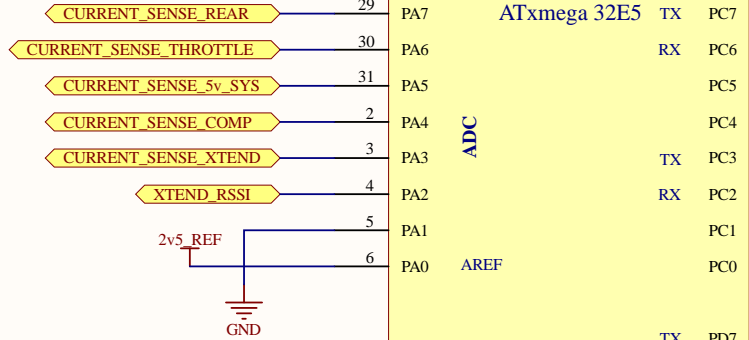 CURRENT_SENSE_REAR 29 PA7 ATxmega 32E5 TX PC7
CURRENT_SENSE_THROTTLE 30 PA6 RX PC6
CURRENT_SENSE_5v_SYS 31 PA5 PC5
CURRENT_SENSE_COMP 2 PA4 ADC PC4
CURRENT_SENSE_XTEND 3 PA3 TX PC3
XTEND_RSSI 4 PA2 RX PC2
5 PA1 PC1
2v5_REF
6 PA0 AREF PC0
GND
TX PD7